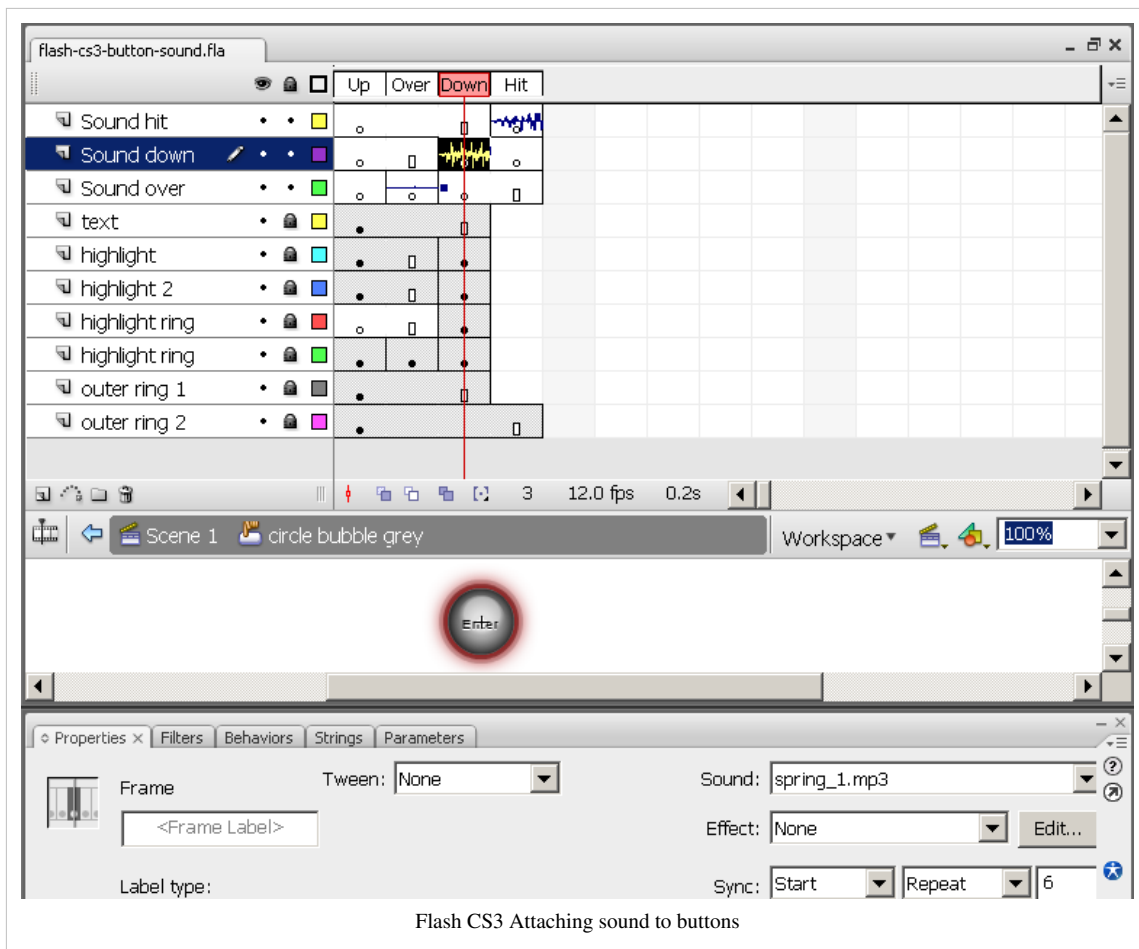 flash-cs3-button-sound.fla
Up Over Down Hit
Sound hit
Sound down
Sound over
text
highlight
highlight 2
highlight ring
highlight ring
outer ring 1
outer ring 2
3 12.0 fps 0.2s
Scene 1 circle bubble grey Workspace 100%
Enter
Properties Filters Behaviors Strings Parameters
Frame Tween: None Sound: spring_1.mp3
<Frame Label> Effect: None Edit...
Label type: Sync: Start Repeat 6
Flash CS3 Attaching sound to buttons